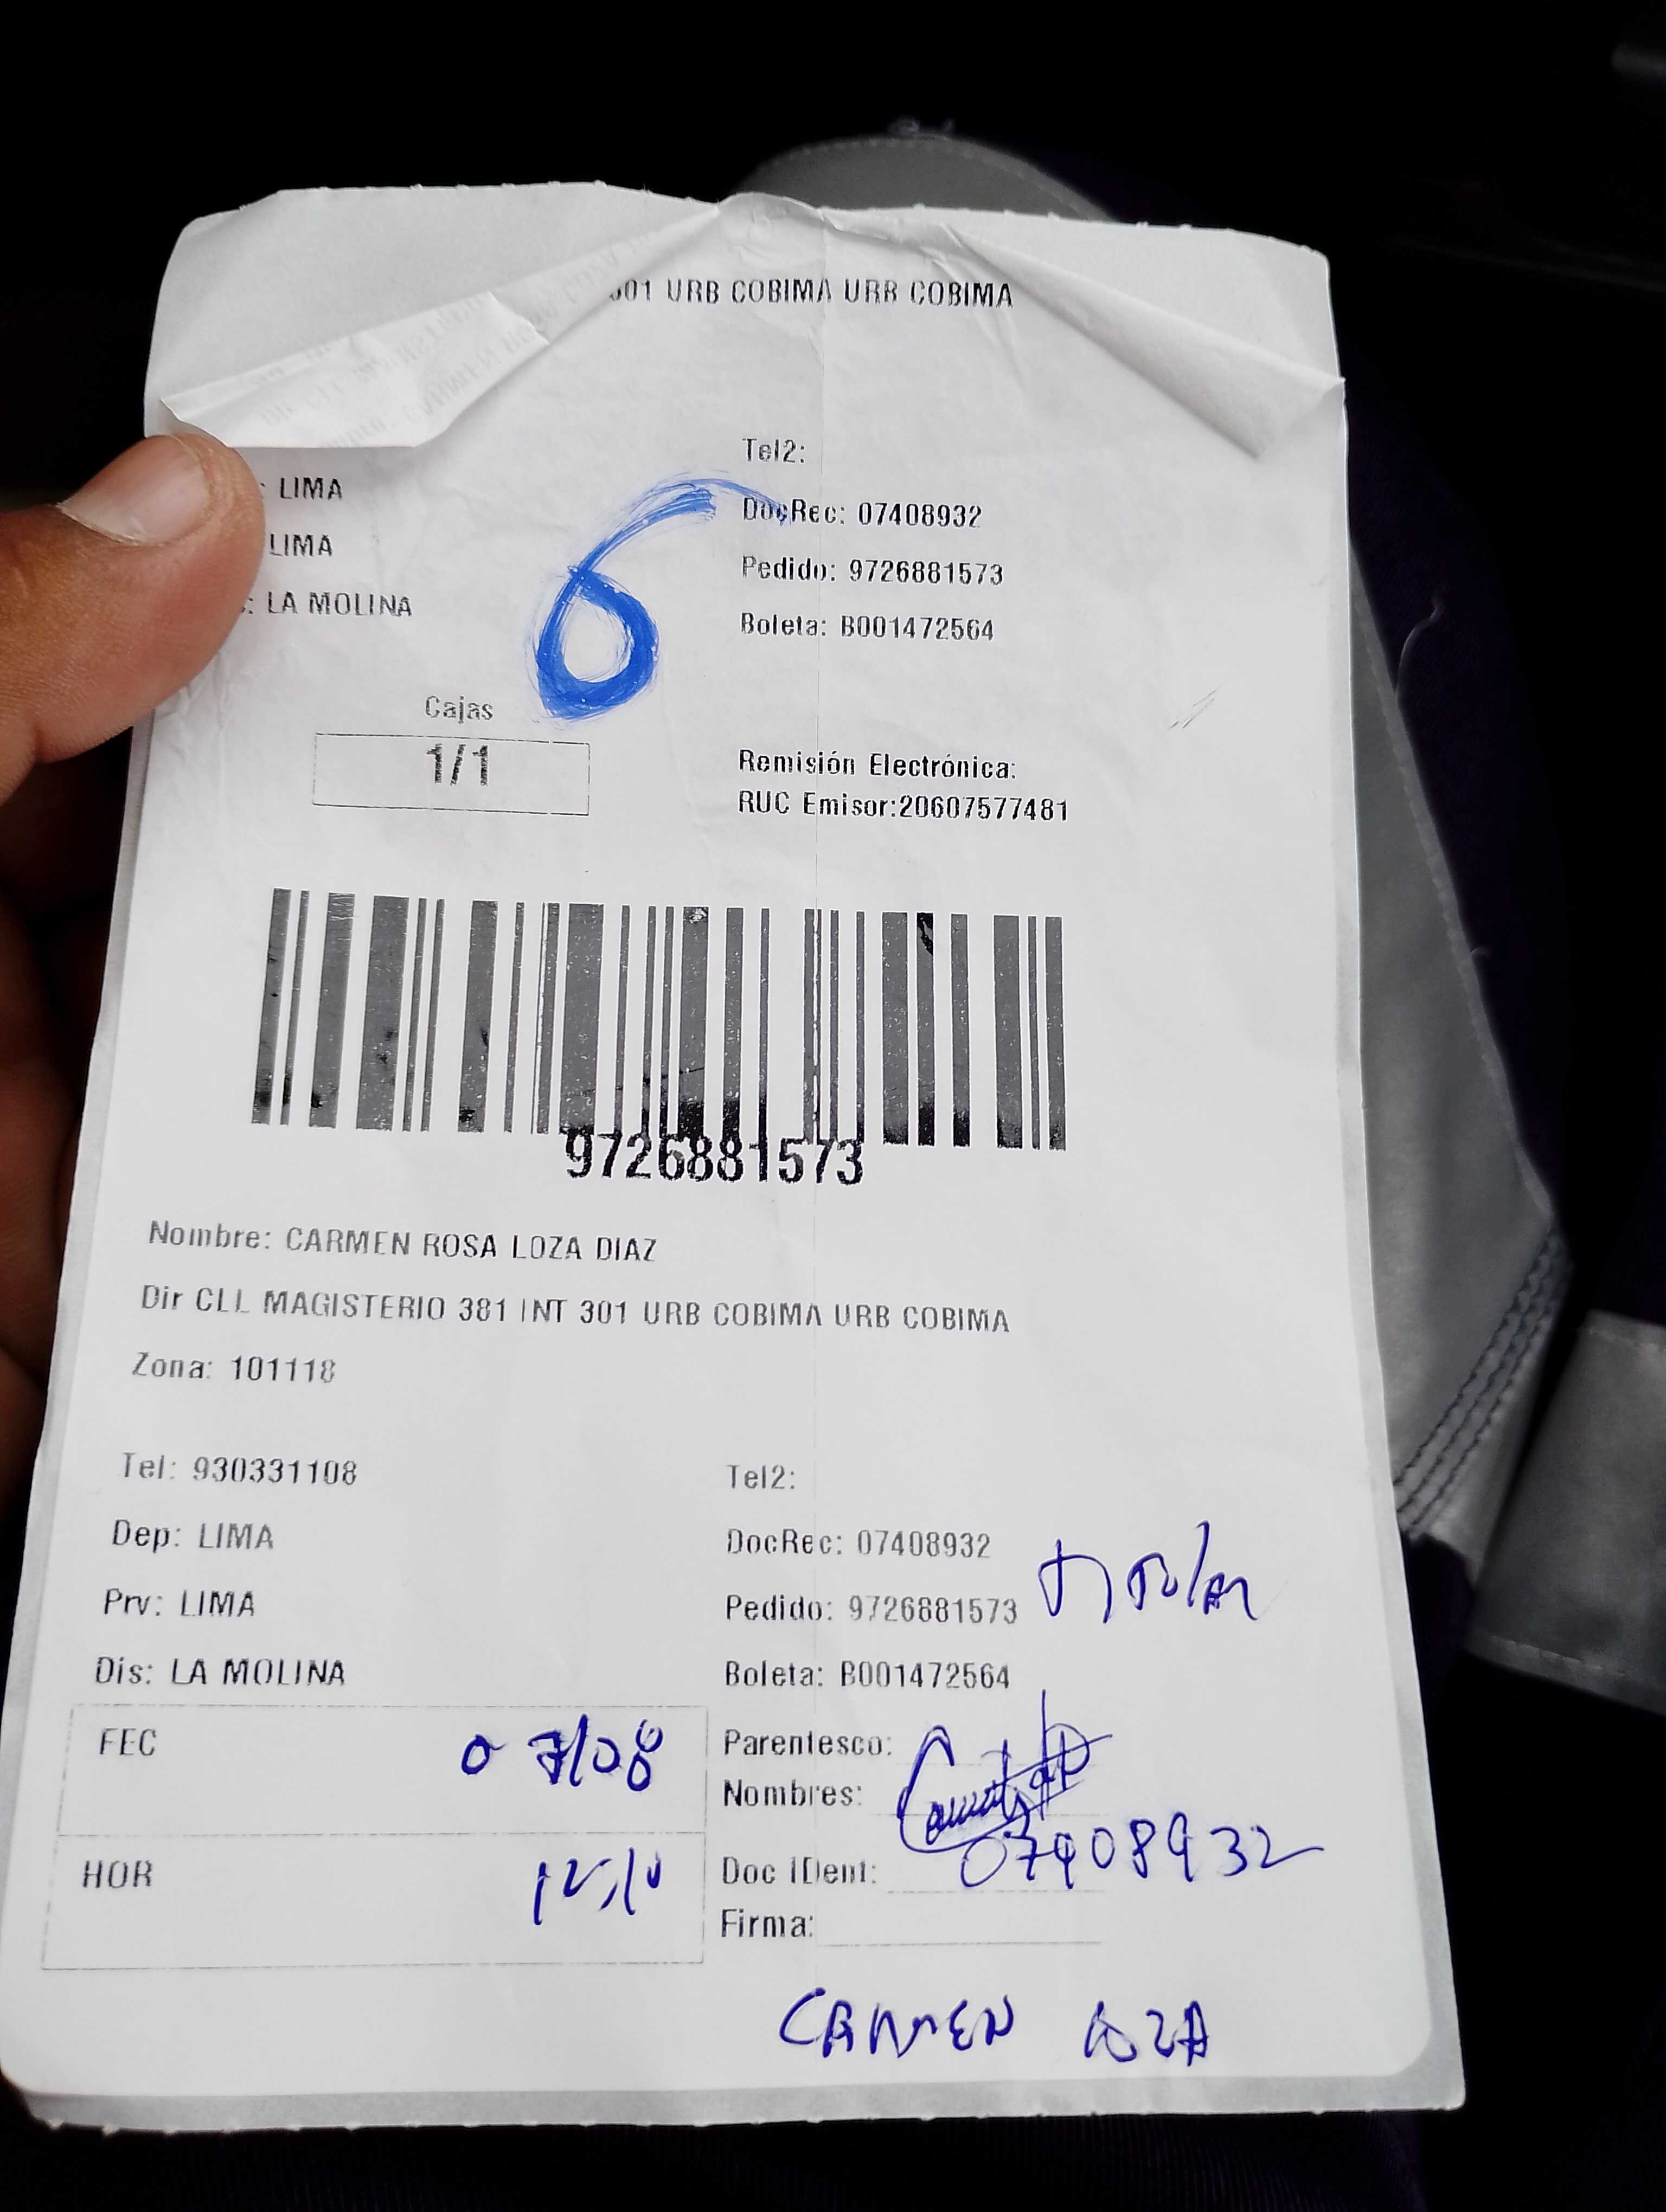 301 URB COBIMA URB COBIMA
Tel2:
: LIMA
DocRec: 07408932
LIMA
Pedido: 9726881573
: LA MOLINA
Boleta: B001472564
6
Cajas
1/1
Remisión Electrónica:
RUC Emisor:20607577481
9726881573
Nombre: CARMEN ROSA LOZA DIAZ
Dir CLL MAGISTERIO 381 INT 301 URB COBIMA URB COBIMA
Zona: 101118
Tel: 930331108
Tel2:
Dep: LIMA
DocRec: 07408932
Titular
Prv: LIMA
Pedido: 9726881573
Dis: LA MOLINA
Boleta: B001472564
FEC 07/08
Parentesco:
Nombres:
HOR 12:10
Doc IDent: 07408932
Firma:
CARMEN LOZA